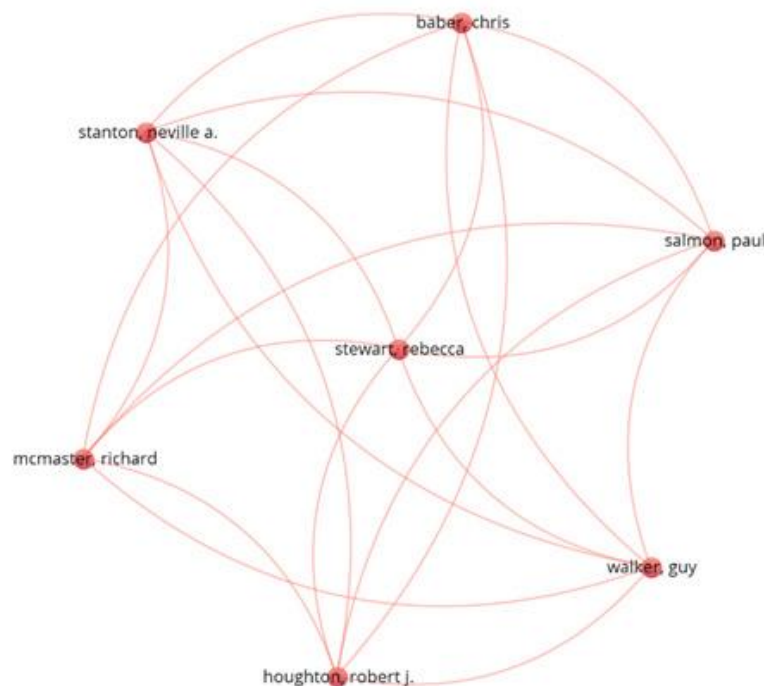 baber, chris
stanton, neville a.
salmon, paul
stewart, rebecca
mcmaster, richard
walker, guy
houghton, robert j.